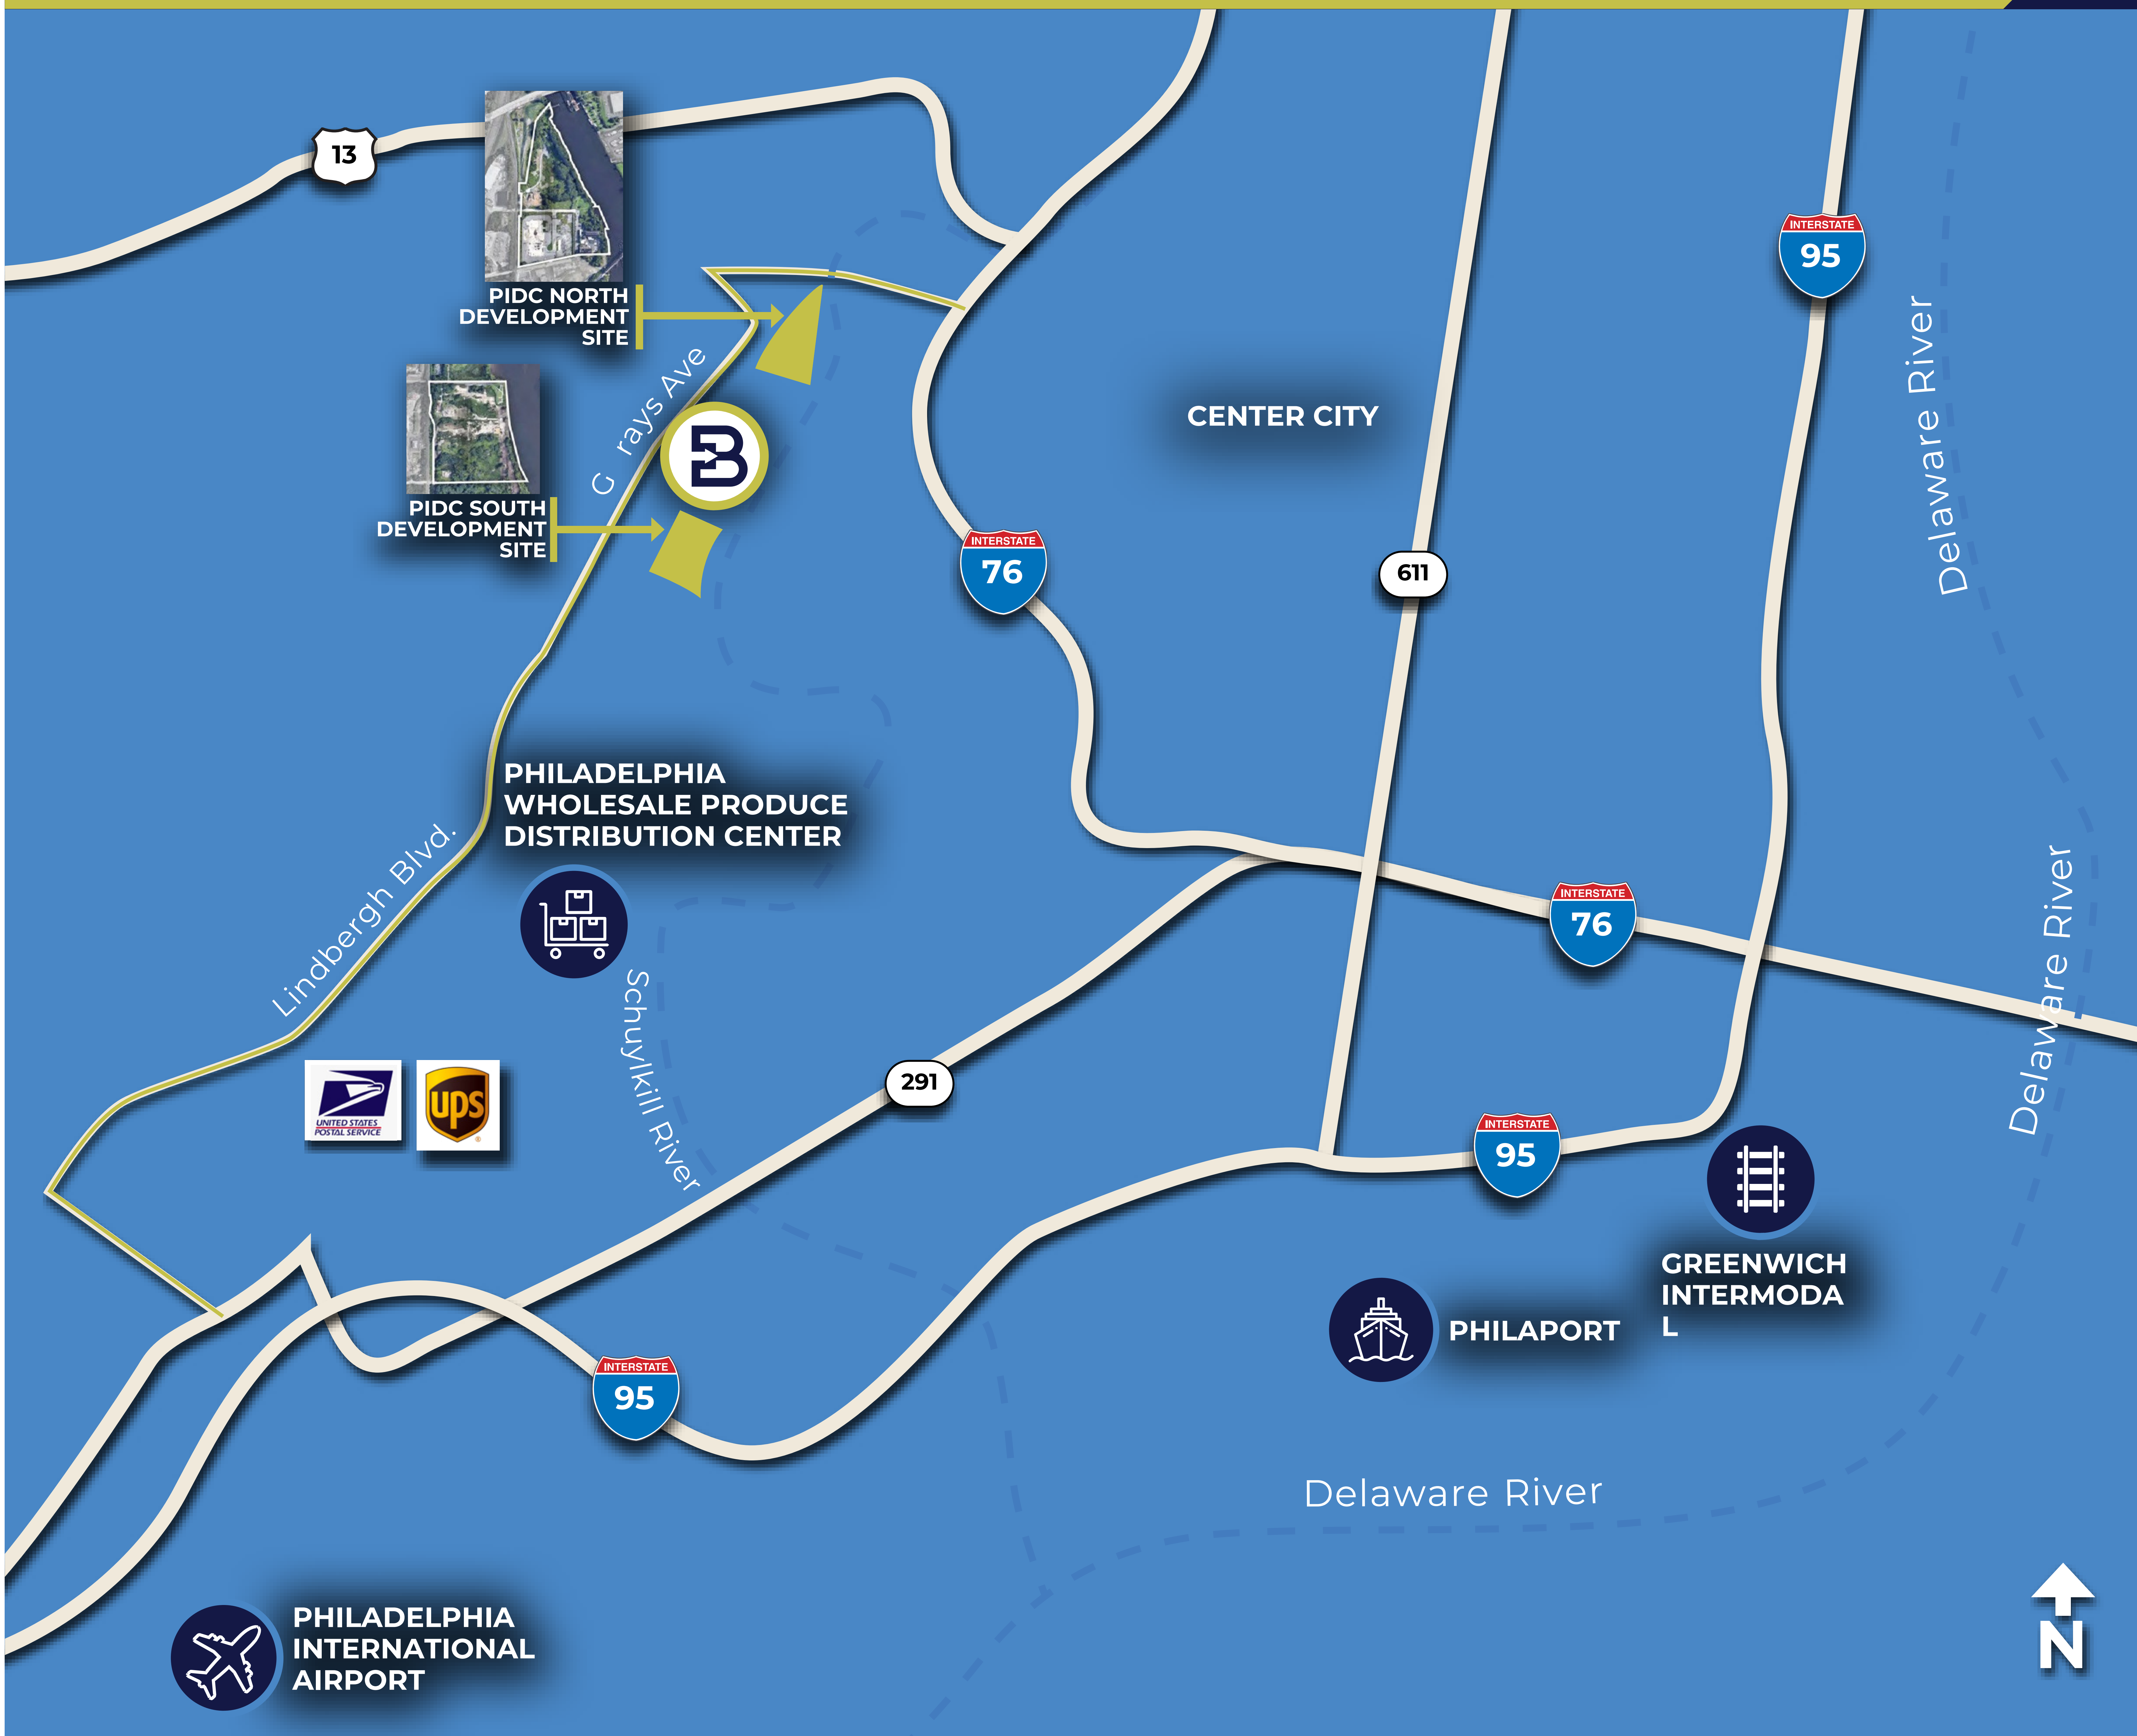 13
INTERSTATE
95
PIDC NORTH
DEVELOPMENT
SITE
Delaware River
G rays Ave
CENTER CITY
B
PIDC SOUTH
DEVELOPMENT
SITE
INTERSTATE
76
611
PHILADELPHIA
WHOLESALE PRODUCE
DISTRIBUTION CENTER
Lindbergh Blvd.
INTERSTATE
76
Delaware River
Schuylkill River
UNITED STATES
POSTAL SERVICE
ups
291
INTERSTATE
95
GREENWICH
INTERMODA
L
PHILAPORT
INTERSTATE
95
Delaware River
PHILADELPHIA
INTERNATIONAL
AIRPORT
N